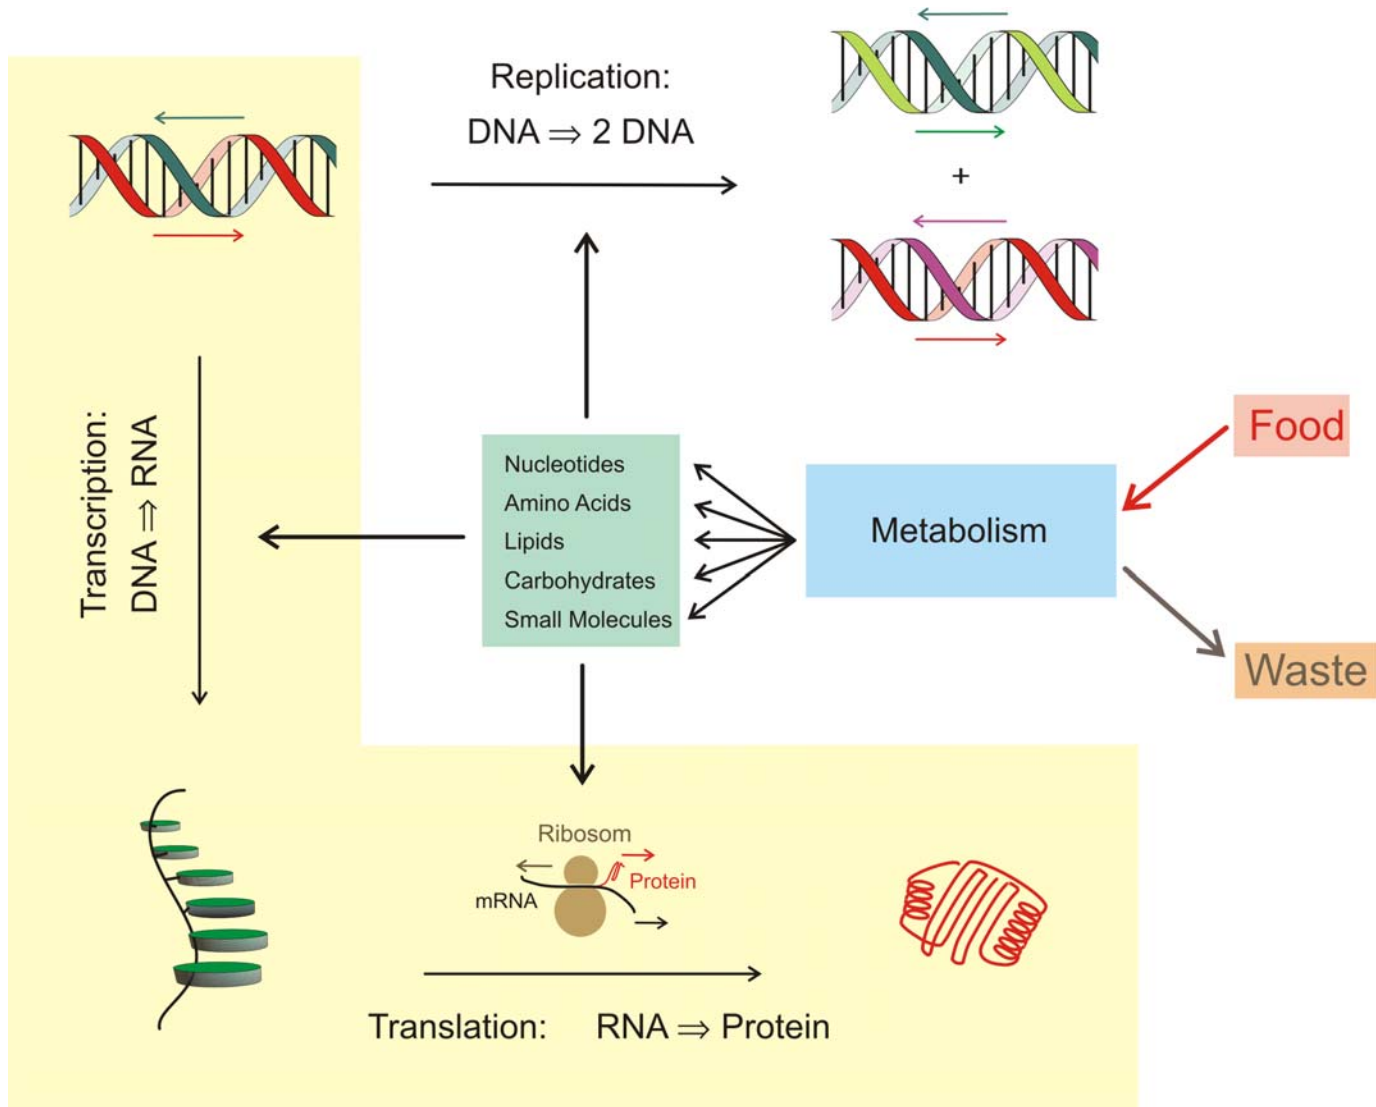 Replication:
DNA ⇒ 2 DNA
+
Transcription:
DNA ⇒ RNA
Nucleotides
Amino Acids
Lipids
Carbohydrates
Small Molecules
Metabolism
Food
Waste
Ribosom
Protein
mRNA
Translation: RNA ⇒ Protein